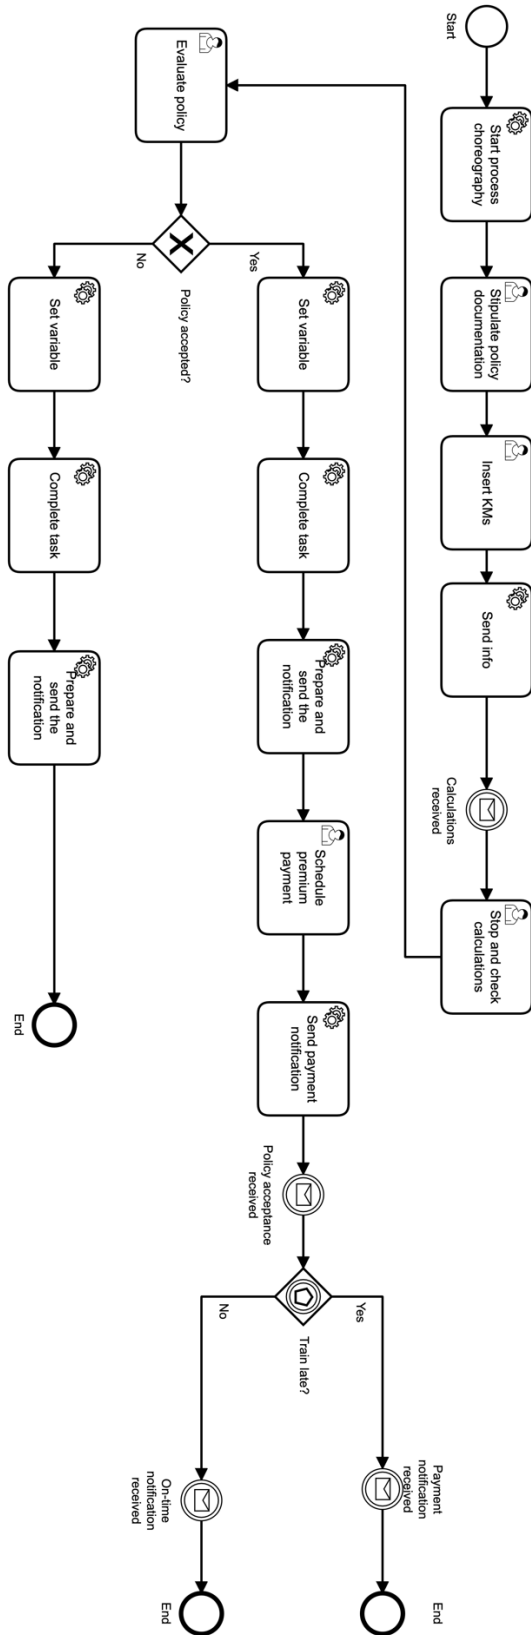 Start
Start process
choreography
Stipulate policy
documentation
Insert KMs
Send info
Calculations
received
Stop and check
calculations
Evaluate policy
Policy accepted?
Yes
No
Set variable
Complete task
Prepare and
send the
notification
Schedule
premium
payment
Send payment
notification
Policy acceptance
received
Train late?
Yes
No
Payment
notification
received
End
On-time
notification
received
End
Set variable
Complete task
Prepare and
send the
notification
End